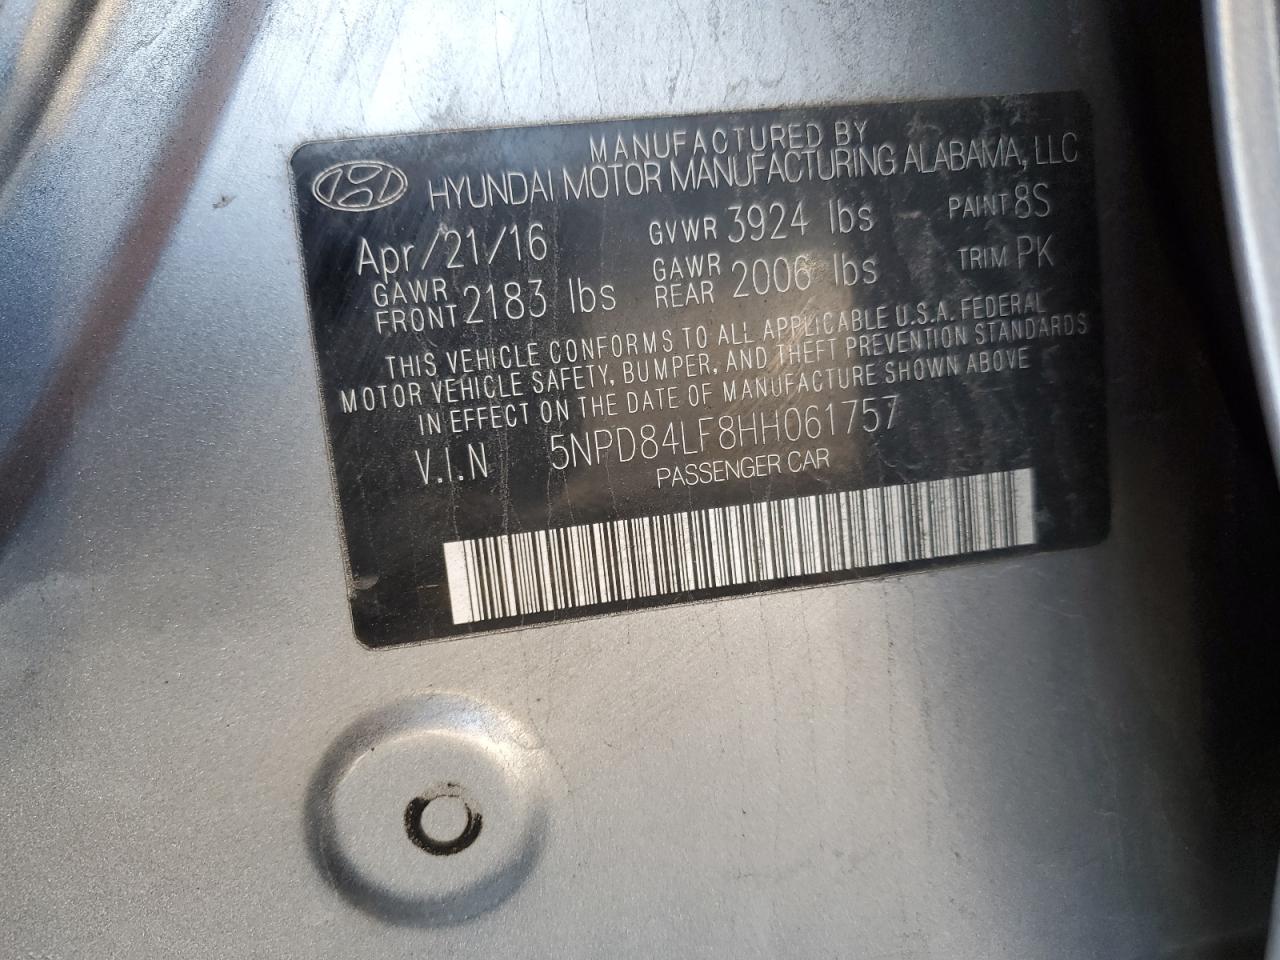 MANUFACTURED BY
HYUNDAI MOTOR MANUFACTURING ALABAMA, LLC
Apr/21/16 GVWR 3924 lbs PAINT 8S
GAWR FRONT 2183 lbs GAWR REAR 2006 lbs TRIM PK
THIS VEHICLE CONFORMS TO ALL APPLICABLE U.S.A. FEDERAL
MOTOR VEHICLE SAFETY, BUMPER, AND THEFT PREVENTION STANDARDS
IN EFFECT ON THE DATE OF MANUFACTURE SHOWN ABOVE
V.I.N 5NPD84LF8HH061757
PASSENGER CAR